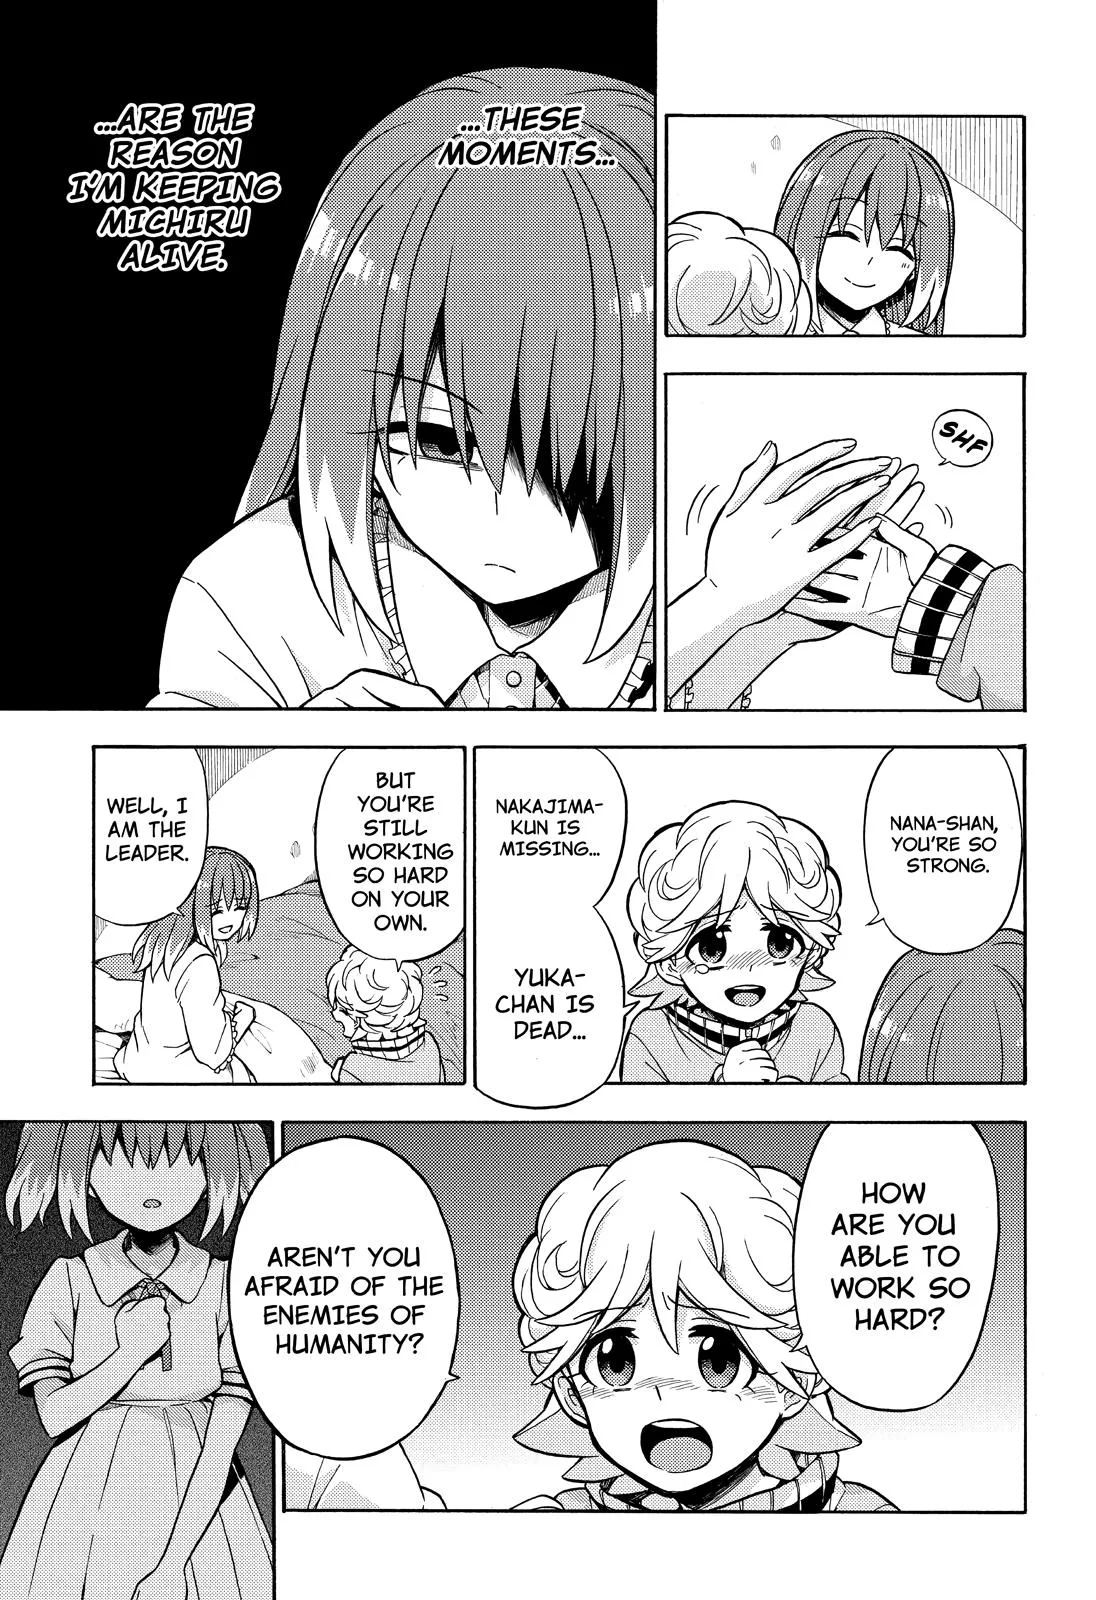 SHF
...THESE
MOMENTS...
...ARE THE
REASON
I'M KEEPING
MICHIRU
ALIVE.
NANA-SHAN,
YOU'RE SO
STRONG.
NAKAJIMA-
KUN IS
MISSING...
YUKA-
CHAN IS
DEAD...
BUT
YOU'RE
STILL
WORKING
SO HARD
ON YOUR
OWN.
WELL, I
AM THE
LEADER.
HOW
ARE YOU
ABLE TO
WORK SO
HARD?
AREN'T YOU
AFRAID OF THE
ENEMIES OF
HUMANITY?